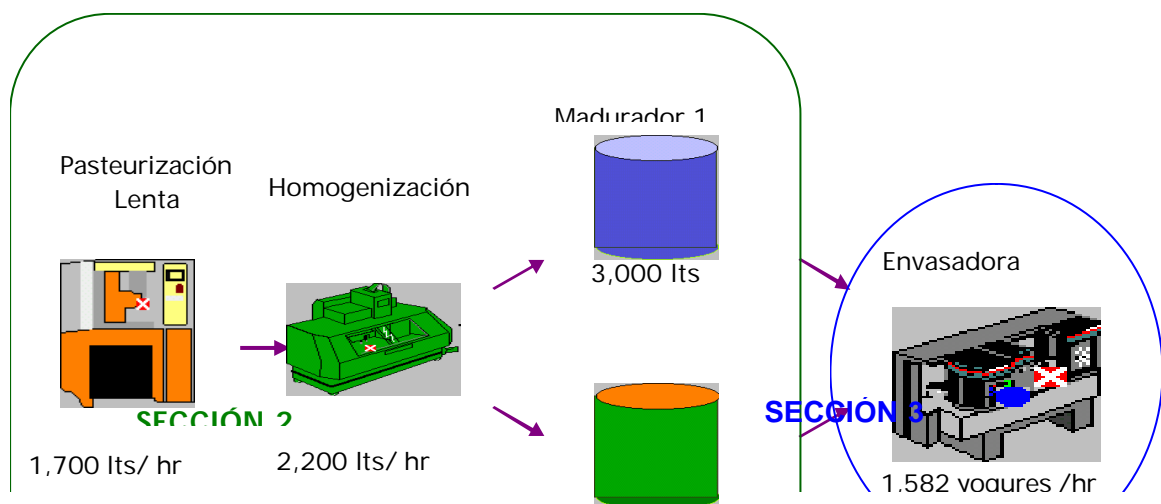 Madurador 1
Pasteurización
Lenta
Homogenización
3,000 lts
Envasadora
SECCIÓN 2
SECCIÓN 3
1,700 lts/ hr
2,200 lts/ hr
1,582 yogures /hr